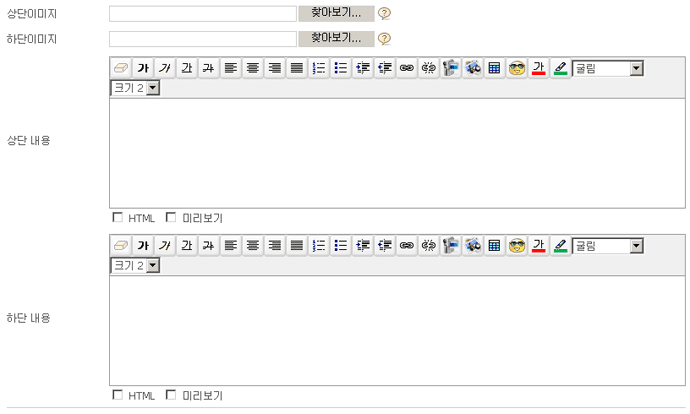 상단이미지 찾아보기...
하단이미지 찾아보기...
가 가 가 가 가 굴림
크기 2
상단 내용
HTML 미리보기
가 가 가 가 가 굴림
크기 2
하단 내용
HTML 미리보기